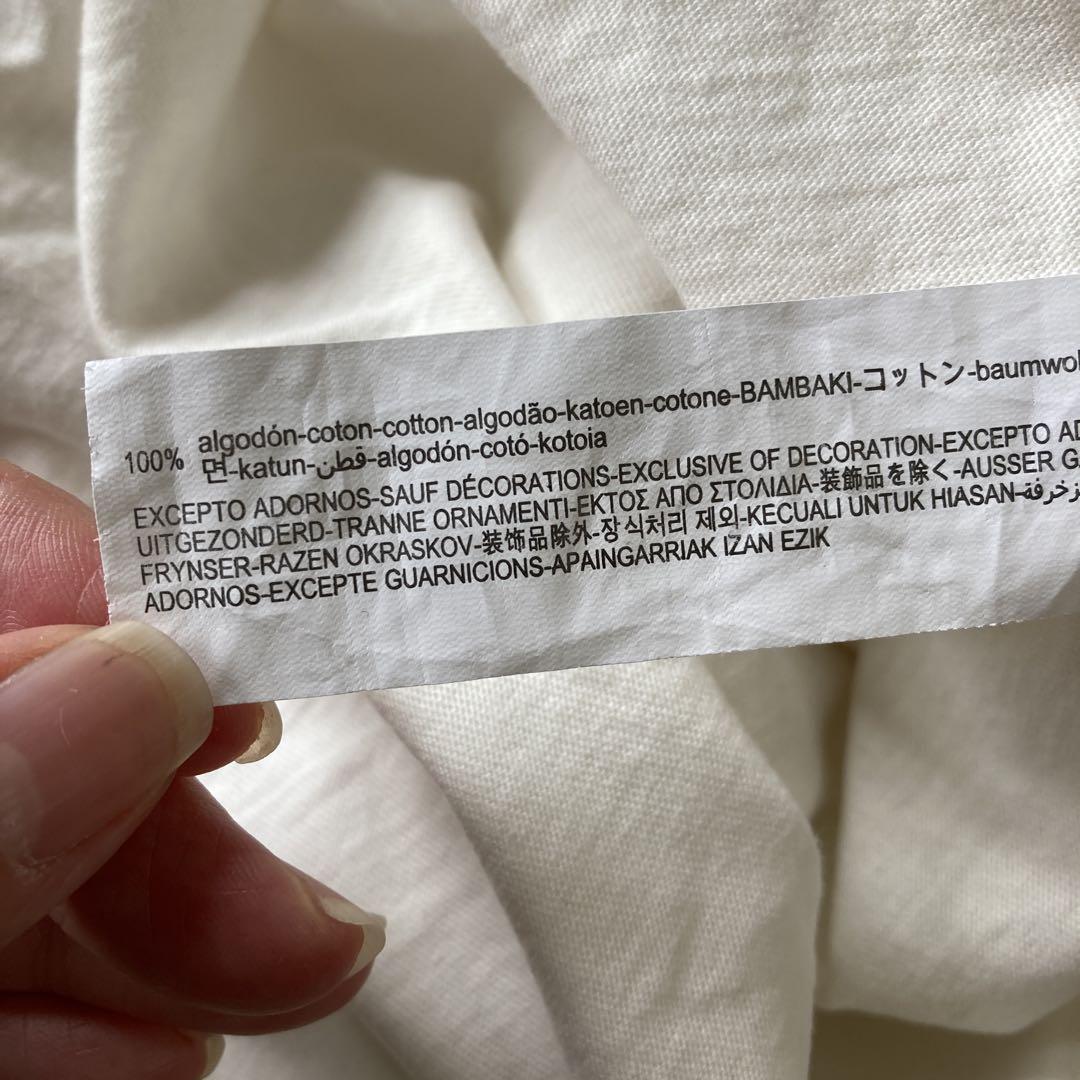 100% algodón-coton-cotton-algodão-katoen-cotone-BAMBAKI-コットン-baumwol
면-katun-قطن-algodón-cotó-kotoia
EXCEPTO ADORNOS-SAUF DÉCORATIONS-EXCLUSIVE OF DECORATION-EXCEPTO AD
UITGEZONDERD-TRANNE ORNAMENTI-ΕΚΤΟΣ ΑΠΟ ΣΤΟΛΙΔΙΑ-装飾品を除く-AUSSER G
FRYNSER-RAZEN OKRASKOV-装饰品除外-장식처리 제외-KECUALI UNTUK HIASAN-زخرفة
ADORNOS-EXCEPTE GUARNICIONS-APAINGARRIAK IZAN EZIK